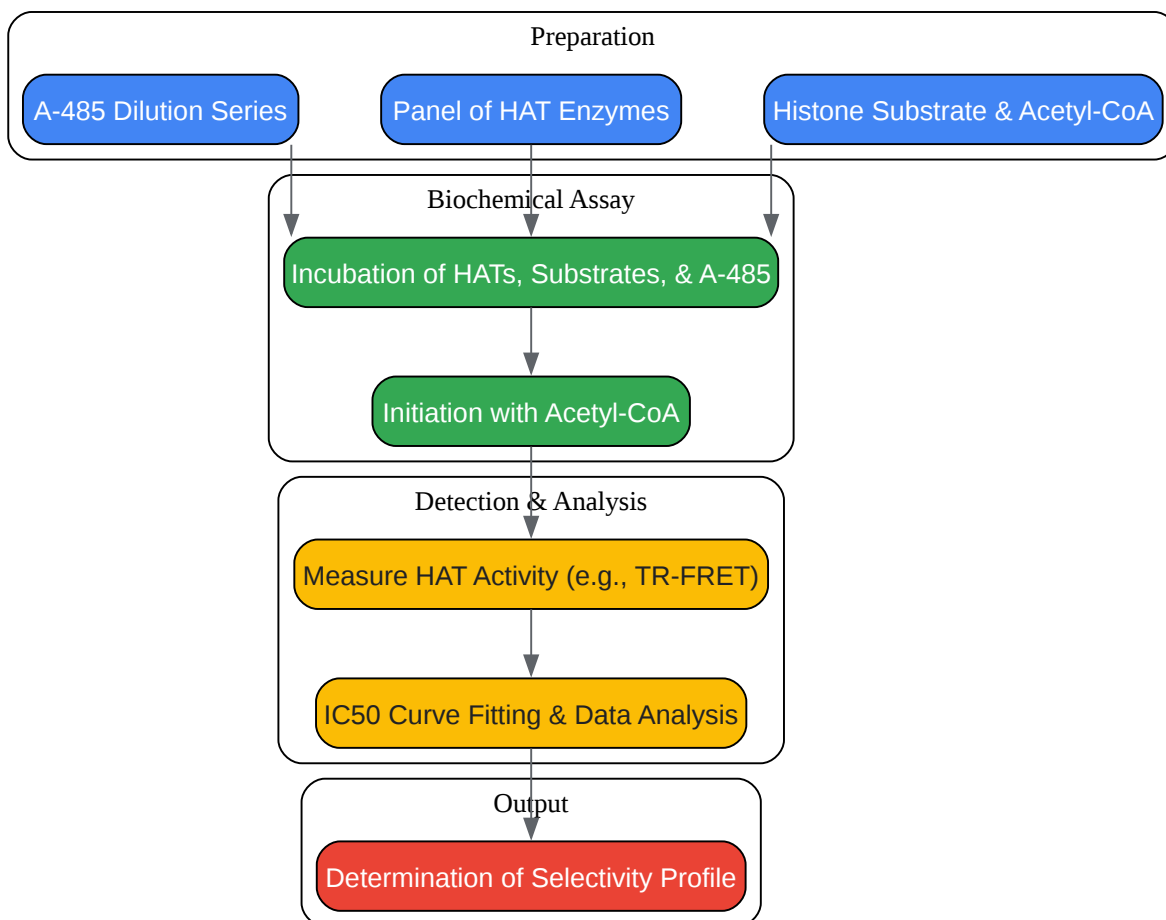 Preparation
A-485 Dilution Series
Panel of HAT Enzymes
Histone Substrate & Acetyl-CoA
Biochemical Assay
Incubation of HATs, Substrates, & A-485
Initiation with Acetyl-CoA
Detection & Analysis
Measure HAT Activity (e.g., TR-FRET)
IC50 Curve Fitting & Data Analysis
Output
Determination of Selectivity Profile